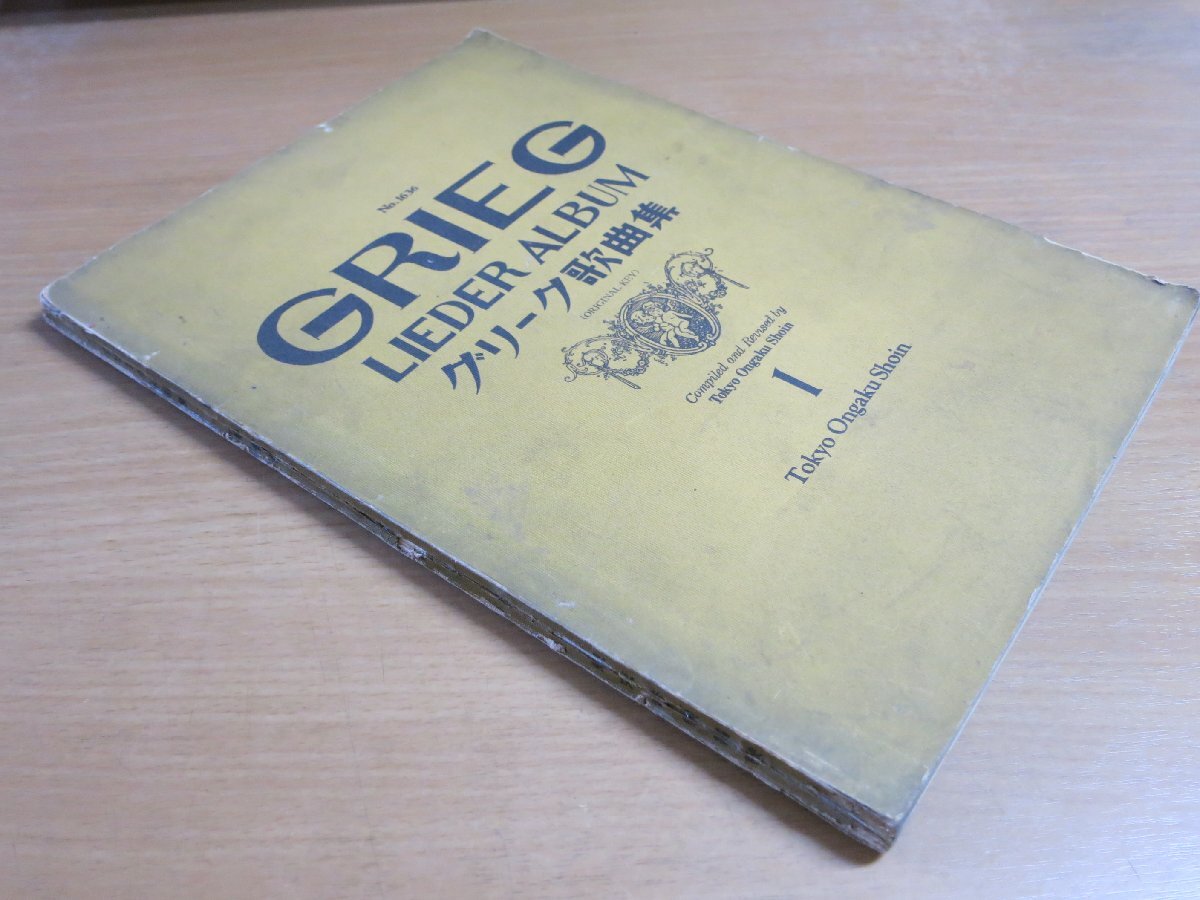 No. 1636
GRIEG
LIEDER ALBUM
グリーク歌曲集
(ORIGINAL-KEY)
Compiled and Revised by
Tokyo Ongaku Shoin
I
Tokyo Ongaku Shoin